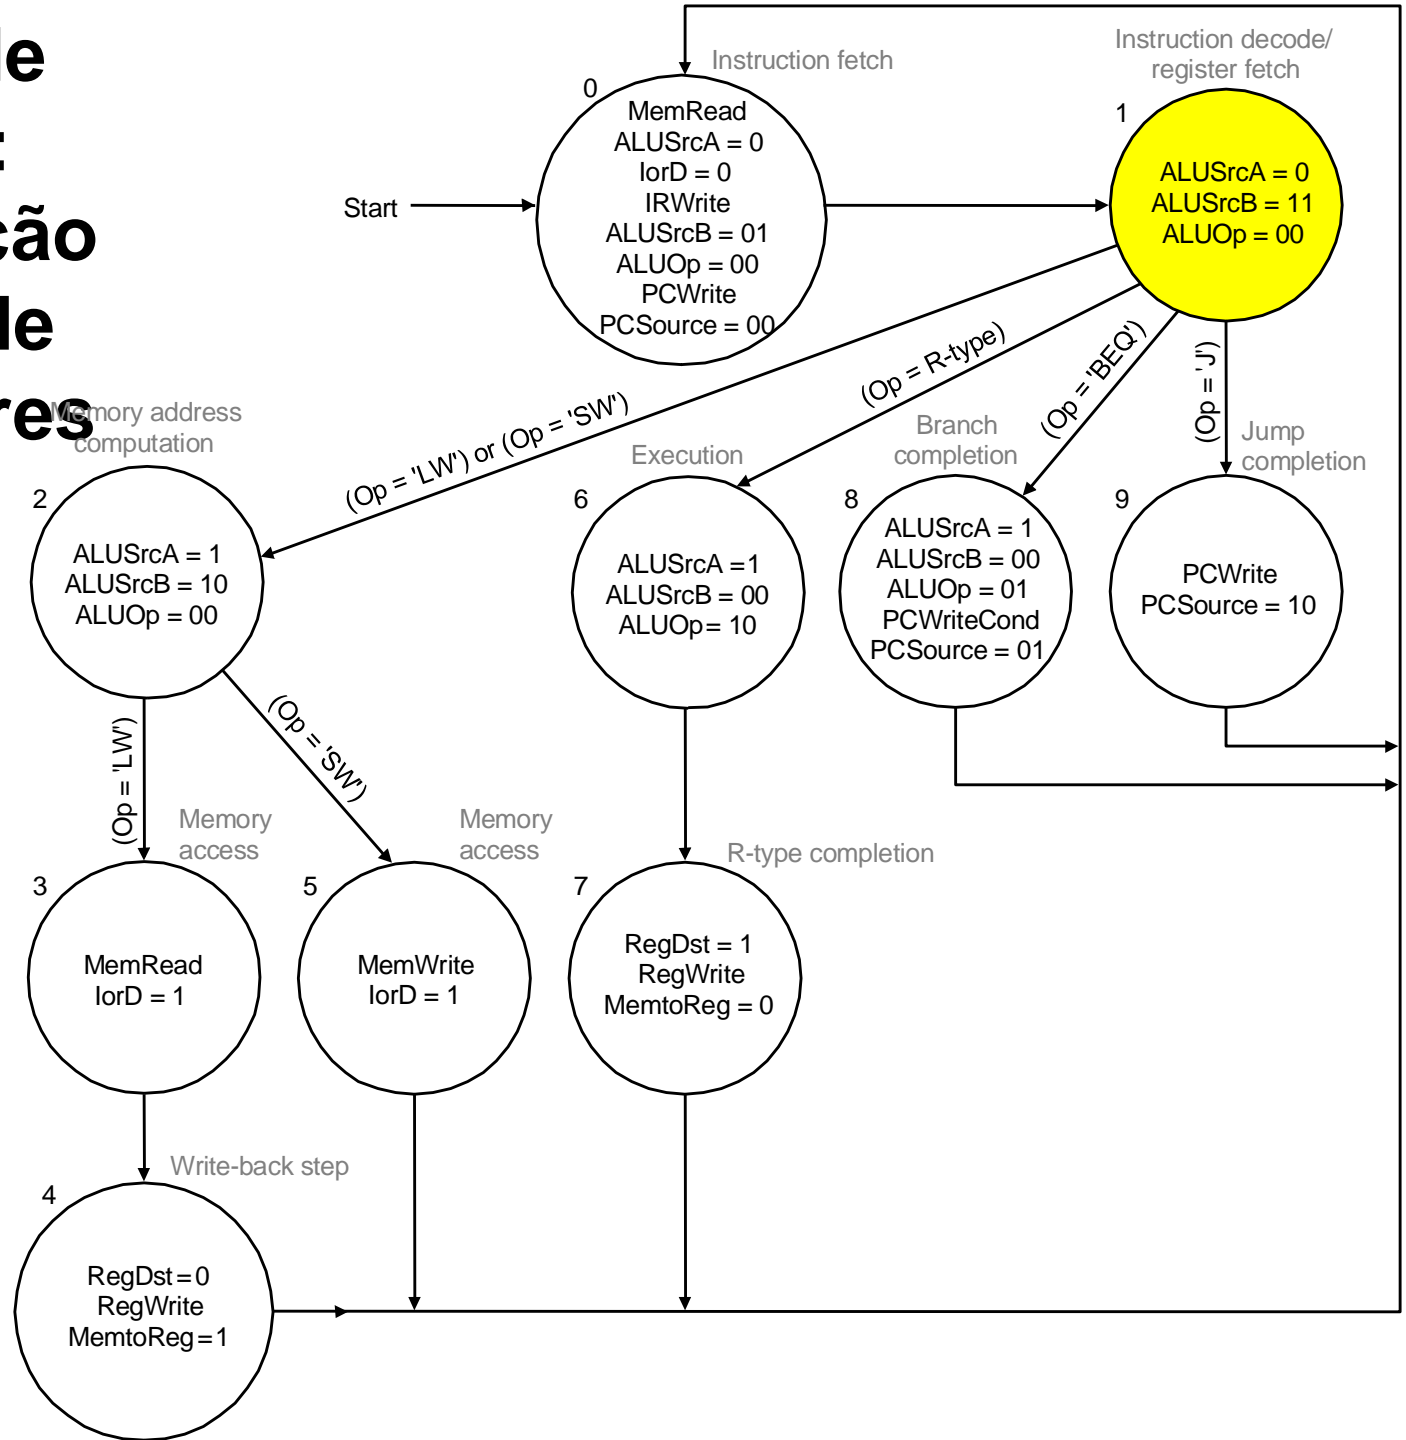 le
:
ção
le
res
Instruction fetch
Instruction decode/
register fetch
0
MemRead
ALUSrcA = 0
IorD = 0
IRWrite
ALUSrcB = 01
ALUOp = 00
PCWrite
PCSource = 00
1
ALUSrcA = 0
ALUSrcB = 11
ALUOp = 00
Start
(Op = 'LW') or (Op = 'SW')
(Op = R-type)
(Op = 'BEQ')
(Op = 'J')
Memory address
computation
2
ALUSrcA = 1
ALUSrcB = 10
ALUOp = 00
Execution
6
ALUSrcA =1
ALUSrcB = 00
ALUOp= 10
Branch
completion
8
ALUSrcA = 1
ALUSrcB = 00
ALUOp = 01
PCWriteCond
PCSource = 01
Jump
completion
9
PCWrite
PCSource = 10
(Op = 'LW')
(Op = 'SW')
Memory
access
3
MemRead
IorD = 1
Memory
access
5
MemWrite
IorD = 1
R-type completion
7
RegDst = 1
RegWrite
MemtoReg = 0
Write-back step
4
RegDst=0
RegWrite
MemtoReg=1